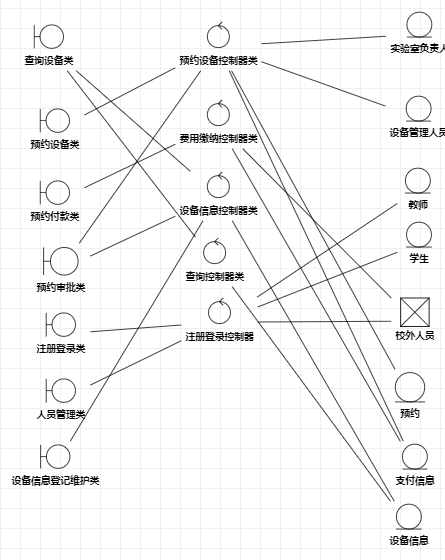 查询设备类
预约设备控制器类
实验室负责人
预约设备类
费用缴纳控制器类
设备管理人员
预约付款类
设备信息控制器类
教师
学生
预约审批类
查询控制器类
注册登录类
注册登录控制器
校外人员
人员管理类
预约
设备信息登记维护类
支付信息
设备信息